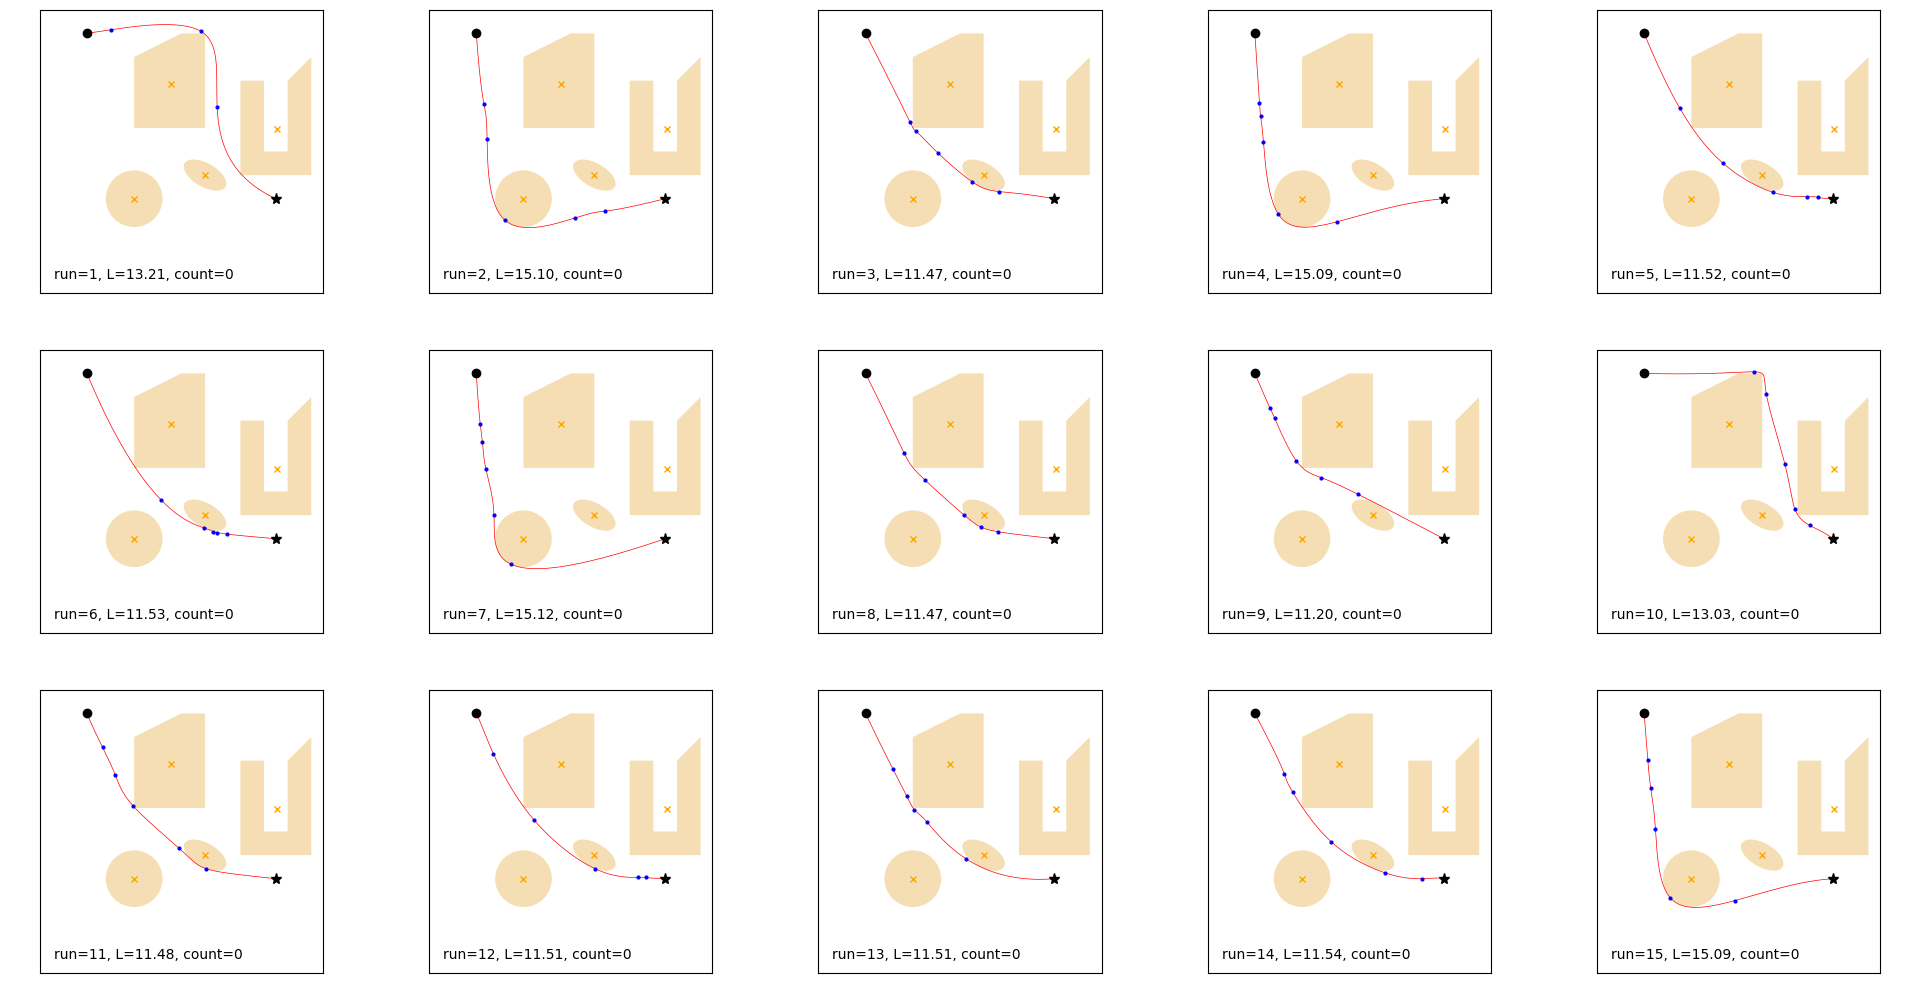 run=1, L=13.21, count=0
run=2, L=15.10, count=0
run=3, L=11.47, count=0
run=4, L=15.09, count=0
run=5, L=11.52, count=0
run=6, L=11.53, count=0
run=7, L=15.12, count=0
run=8, L=11.47, count=0
run=9, L=11.20, count=0
run=10, L=13.03, count=0
run=11, L=11.48, count=0
run=12, L=11.51, count=0
run=13, L=11.51, count=0
run=14, L=11.54, count=0
run=15, L=15.09, count=0